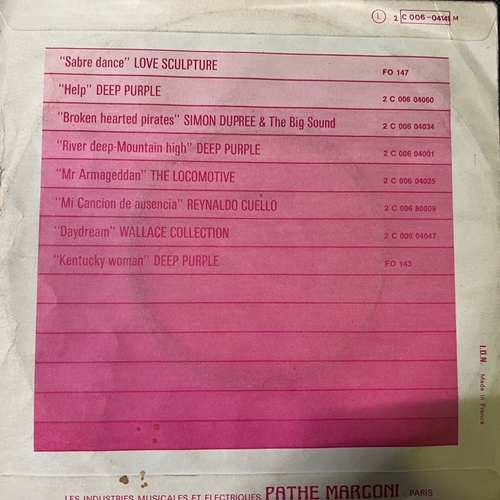 Ⓛ 2 C 006-04141 M
"Sabre dance" LOVE SCULPTURE FO 147
"Help" DEEP PURPLE 2 C 006 04060
"Broken hearted pirates" SIMON DUPREE & The Big Sound 2 C 006 04034
"River deep-Mountain high" DEEP PURPLE 2 C 006 04001
"Mr Armageddan" THE LOCOMOTIVE 2 C 006 04025
"Mi Cancion de ausencia" REYNALDO CUELLO 2 C 006 80009
"Daydream" WALLACE COLLECTION 2 C 006 04047
"Kentucky woman" DEEP PURPLE FO 143
I.D.N. Made in France
LES INDUSTRIES MUSICALES ET ELECTRIQUES PATHE MARCONI PARIS